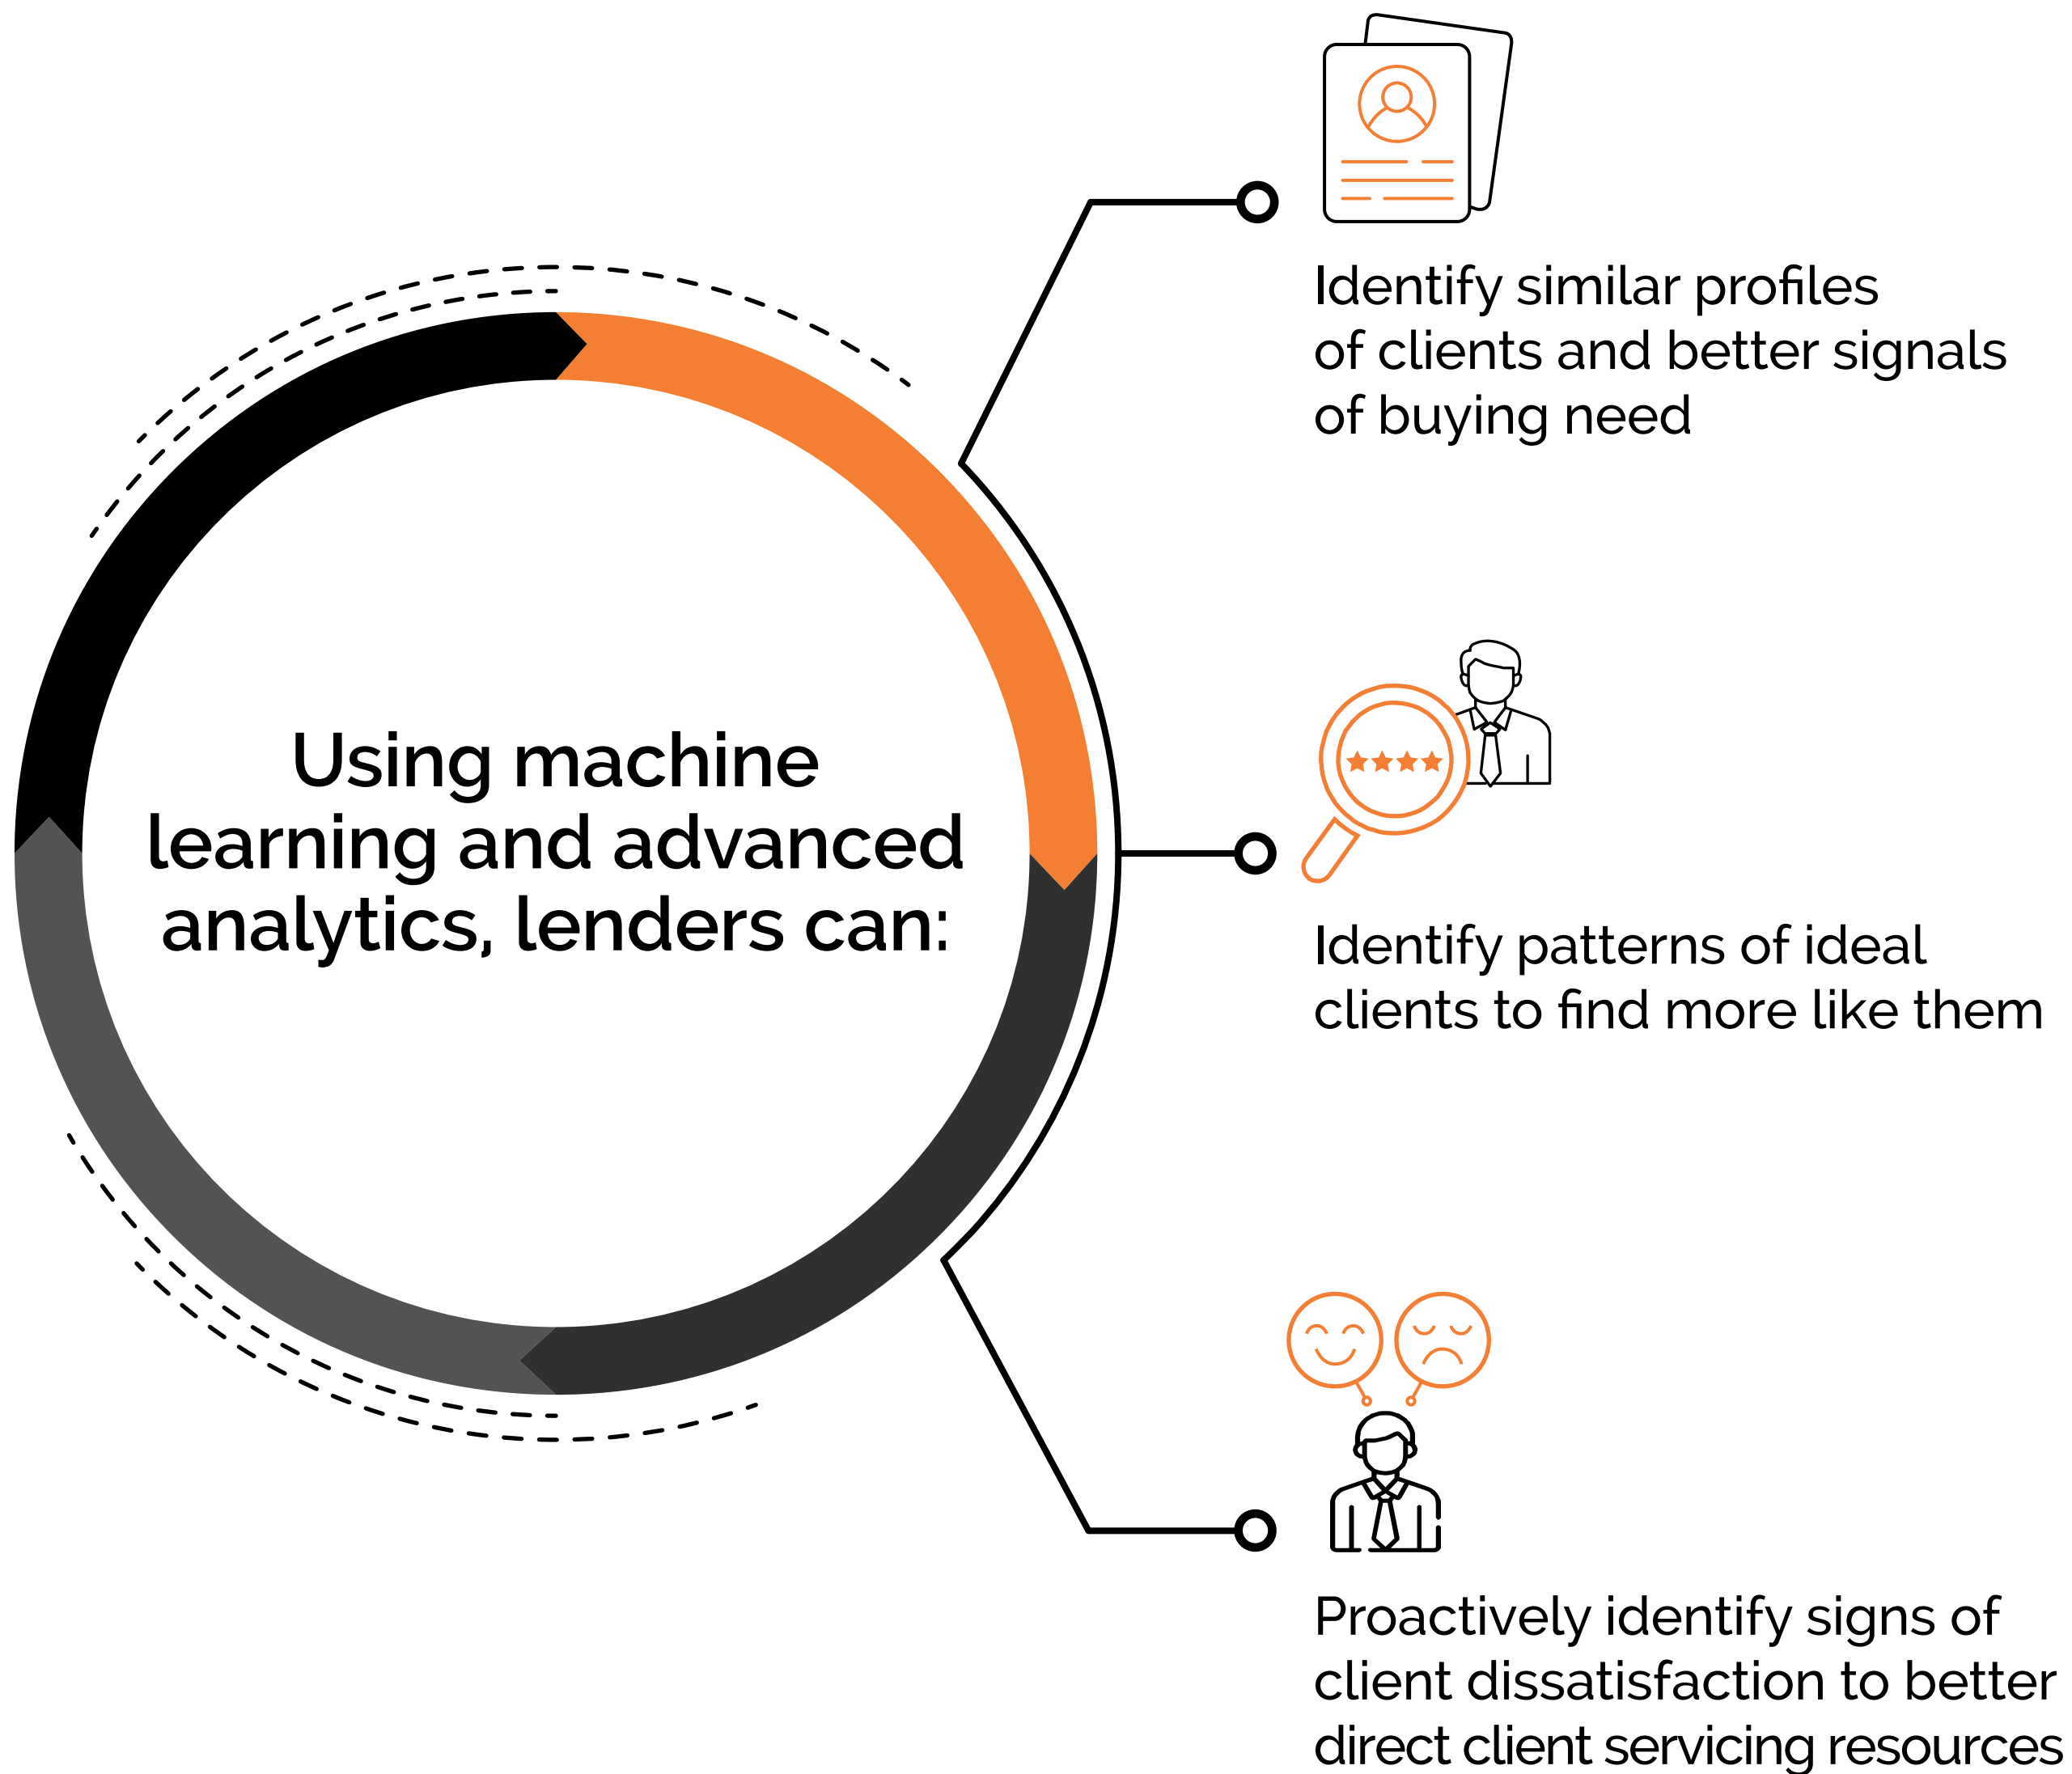 Using machine
learning and advanced
analytics, lenders can:
Identify similar profiles
of clients and better signals
of buying need
Identify patterns of ideal
clients to find more like them
Proactively identify signs of
client dissatisfaction to better
direct client servicing resources